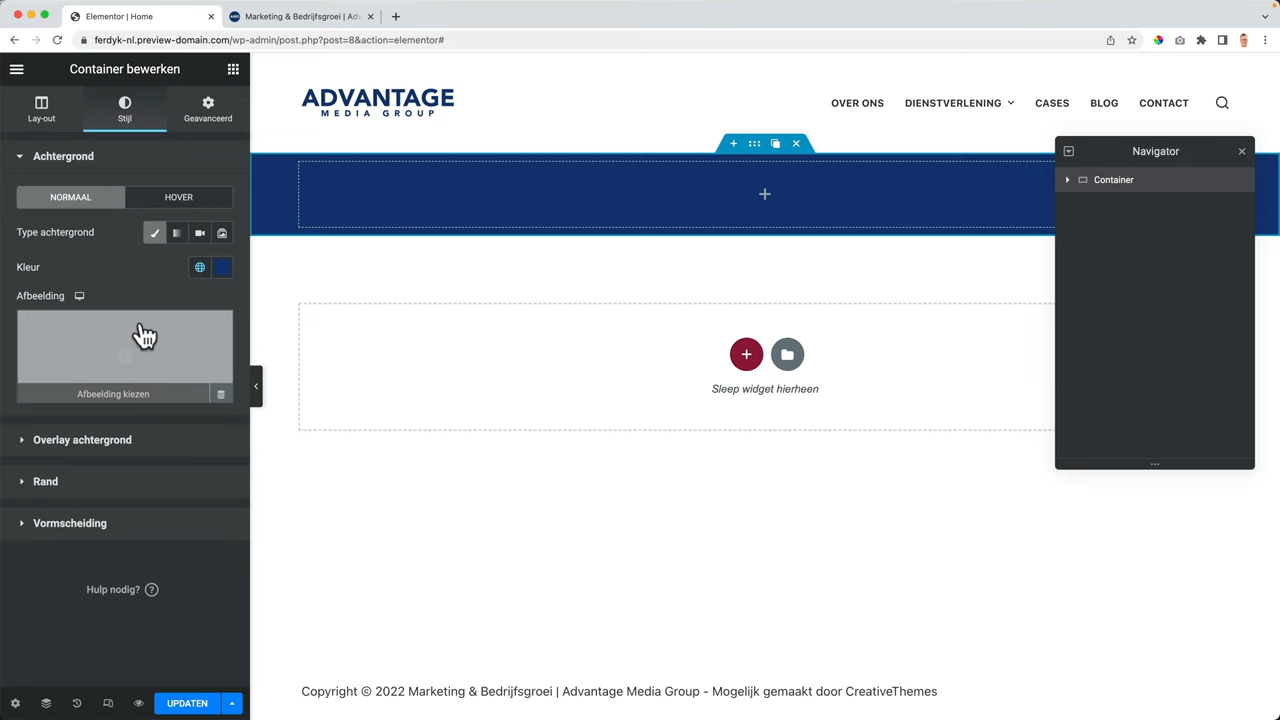 Elementor | Home
Marketing & Bedrijfsgroei | Adv
ferdyk-nl.preview-domain.com/wp-admin/post.php?post=8&action=elementor#
Container bewerken
Lay-out
Stijl
Geavanceerd
Achtergrond
NORMAAL
HOVER
Type achtergrond
Kleur
Afbeelding
Afbeelding kiezen
Overlay achtergrond
Rand
Vormscheiding
Hulp nodig?
UPDATEN
ADVANTAGE
MEDIA GROUP
OVER ONS
DIENSTVERLENING
CASES
BLOG
CONTACT
Navigator
Container
Sleep widget hierheen
Copyright © 2022 Marketing & Bedrijfsgroei | Advantage Media Group - Mogelijk gemaakt door CreativeThemes